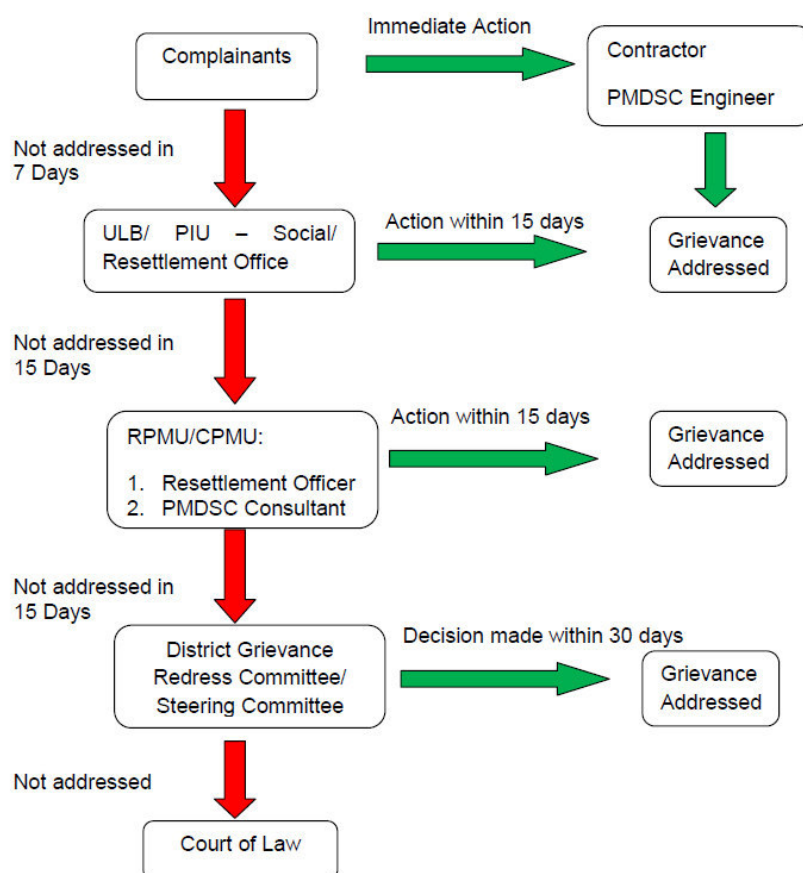 Immediate Action
Complainants
Contractor
PMDSC Engineer
Not addressed in
7 Days
ULB/ PIU – Social/
Resettlement Office
Action within 15 days
Grievance
Addressed
Not addressed in
15 Days
RPMU/CPMU:
1. Resettlement Officer
2. PMDSC Consultant
Action within 15 days
Grievance
Addressed
Not addressed in
15 Days
District Grievance
Redress Committee/
Steering Committee
Decision made within 30 days
Grievance
Addressed
Not addressed
Court of Law